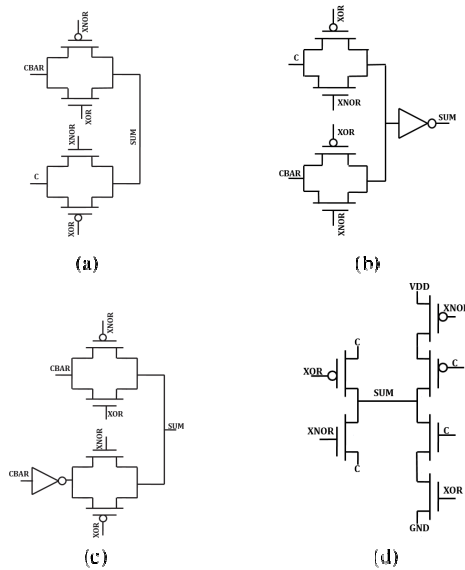 XNOR
CBAR
XOR
XNOR
SUM
C
XOR
(a)
XOR
C
XNOR
XOR
SUM
CBAR
XNOR
(b)
XNOR
CBAR
XOR
SUM
XNOR
CBAR
XOR
(c)
VDD
XNOR
C
C
XOR
SUM
XNOR
C
C
XOR
GND
(d)